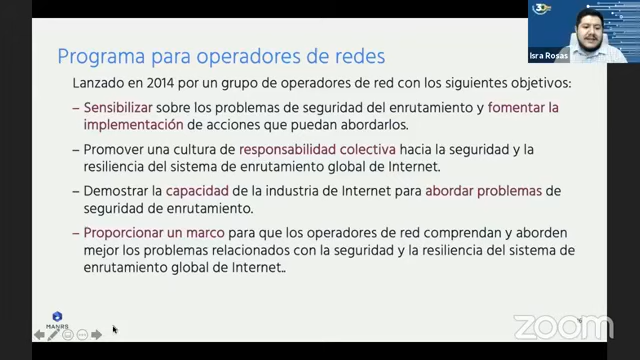 Programa para operadores de redes
Lanzado en 2014 por un grupo de operadores de red con los siguientes objetivos:
– Sensibilizar sobre los problemas de seguridad del enrutamiento y fomentar la
implementación de acciones que puedan abordarlos.
– Promover una cultura de responsabilidad colectiva hacia la seguridad y la
resiliencia del sistema de enrutamiento global de Internet.
– Demostrar la capacidad de la industria de Internet para abordar problemas de
seguridad de enrutamiento.
– Proporcionar un marco para que los operadores de red comprendan y aborden
mejor los problemas relacionados con la seguridad y la resiliencia del sistema de
enrutamiento global de Internet..
MANRS
zoom
Isra Rosas